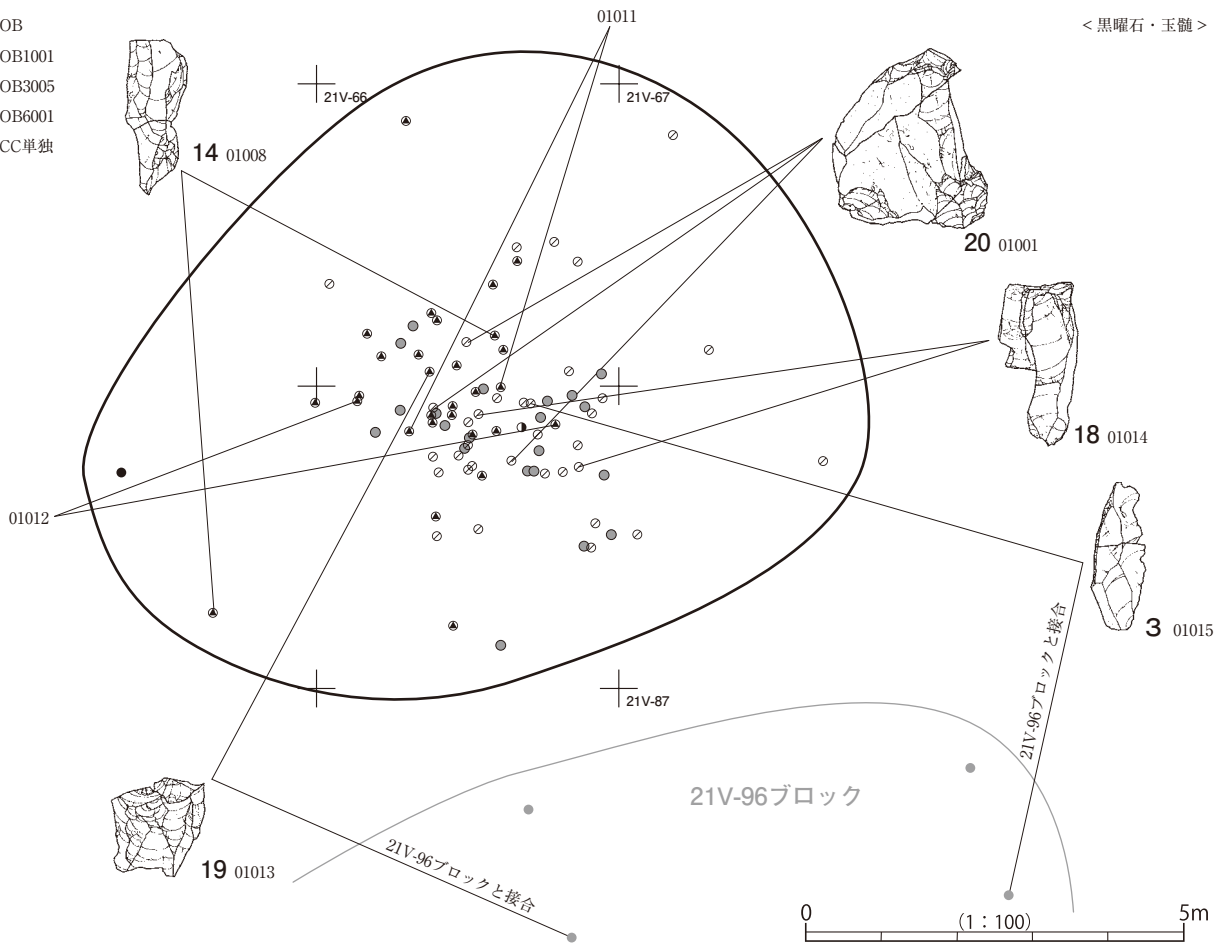 OB
OB1001
OB3005
OB6001
CC単独
<黒曜石・玉髄>
01011
21V-66
21V-67
14 01008
20 01001
18 01014
01012
3 01015
21V-87
21V-96ブロックと接合
21V-96ブロック
19 01013
21V-96ブロックと接合
0
(1：100)
5m